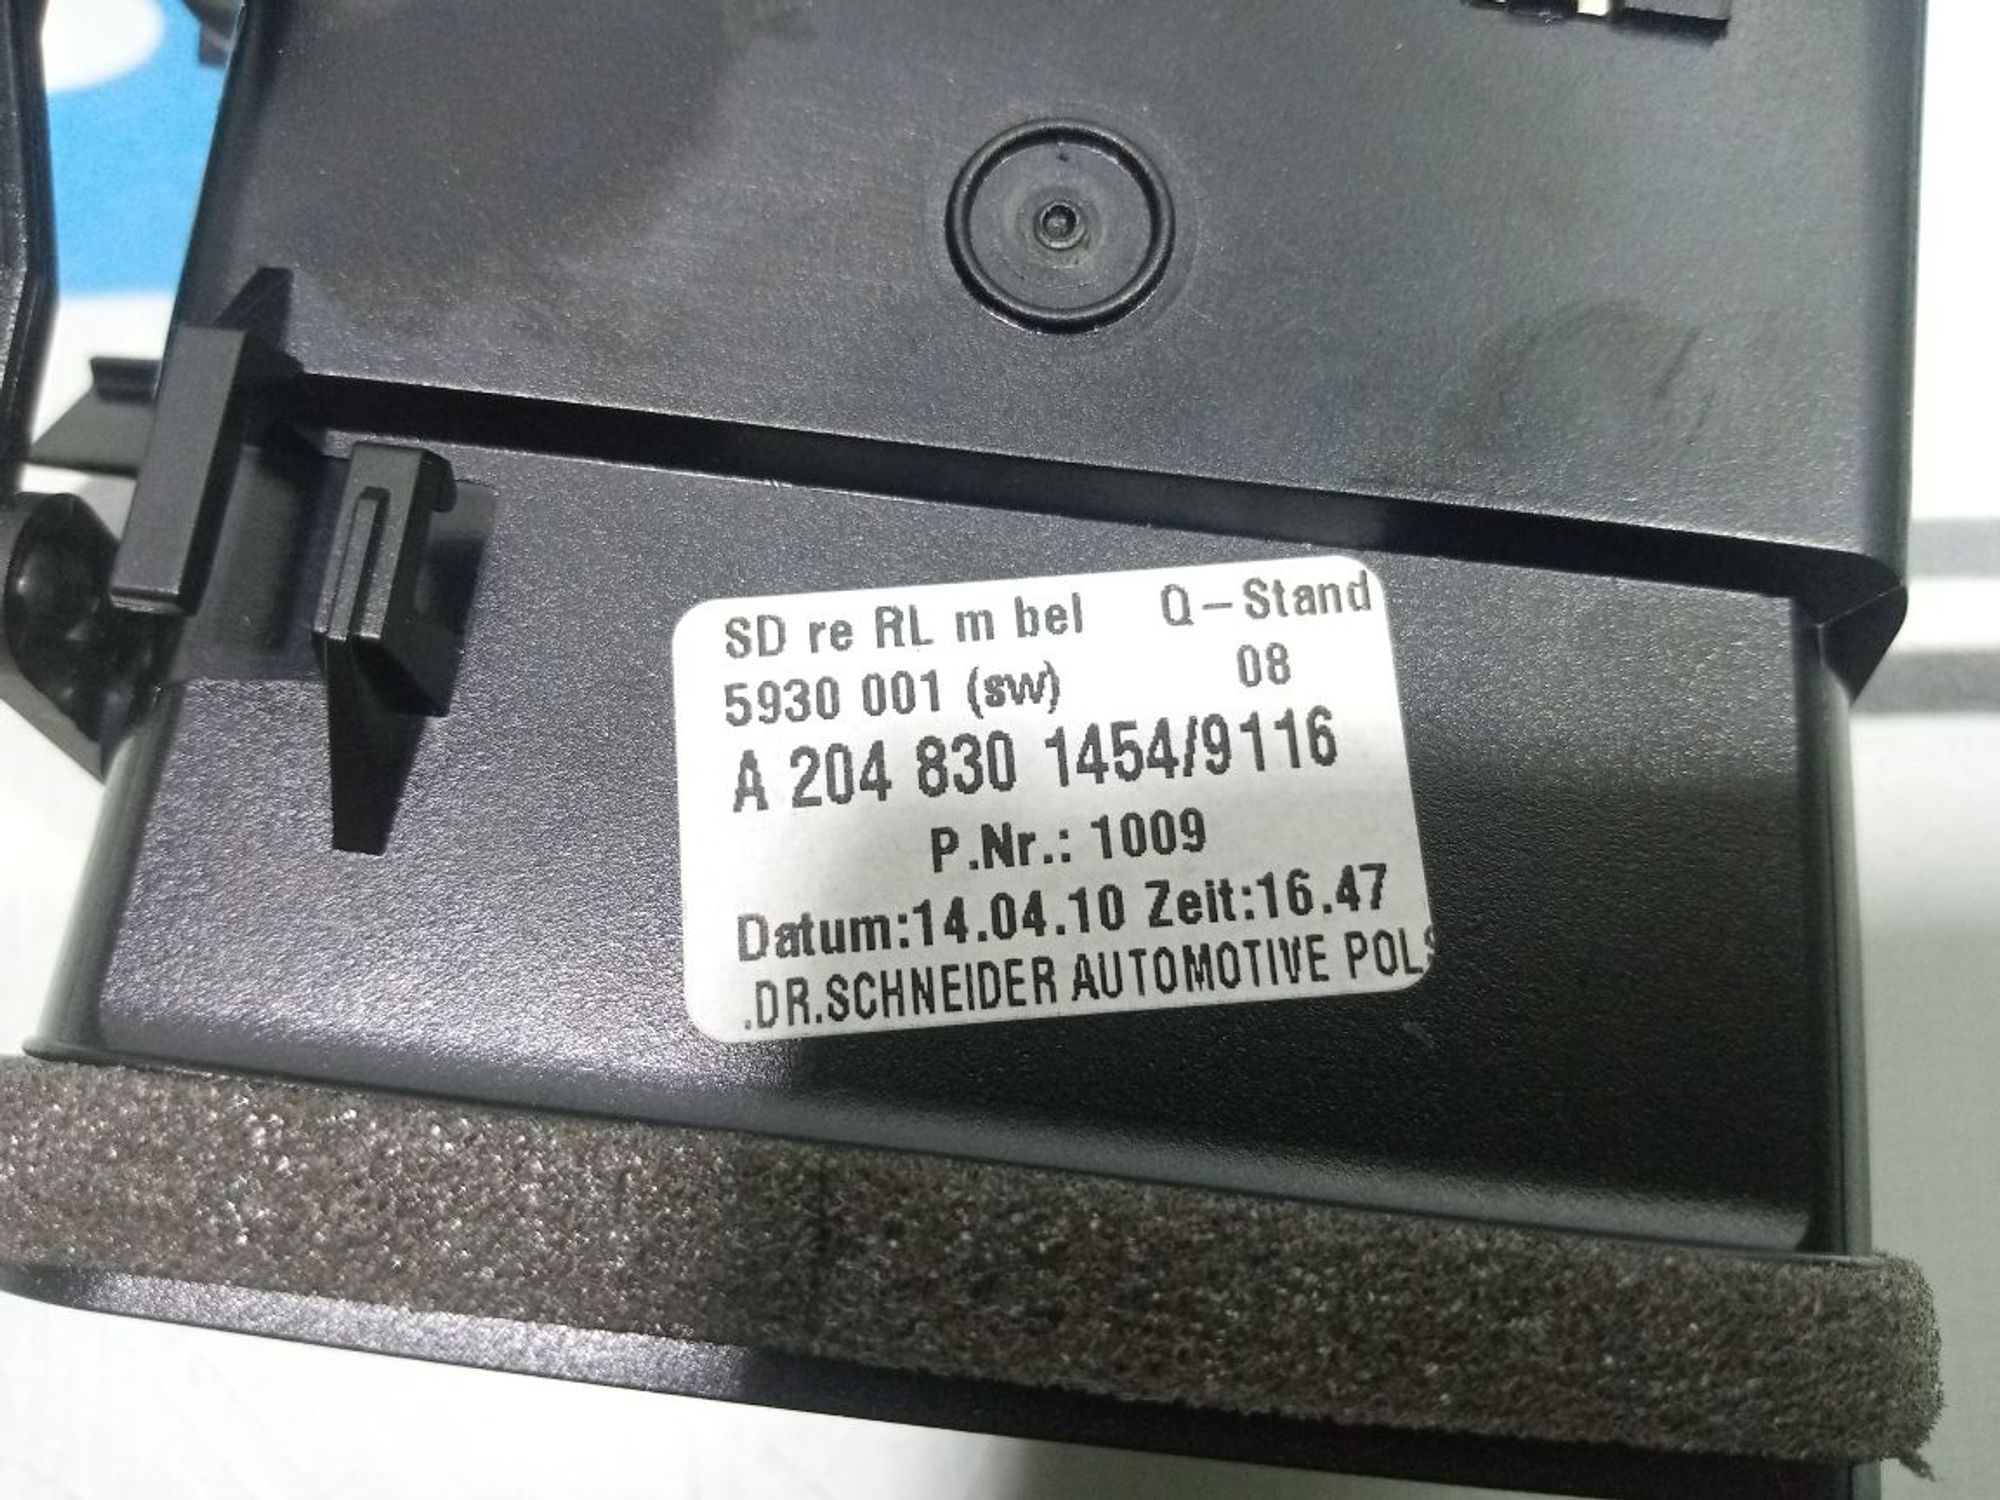 SD re RL m bel Q-Stand
5930 001 (sw) 08
A 204 830 1454/9116
P.Nr.: 1009
Datum:14.04.10 Zeit:16.47
.DR.SCHNEIDER AUTOMOTIVE POLS